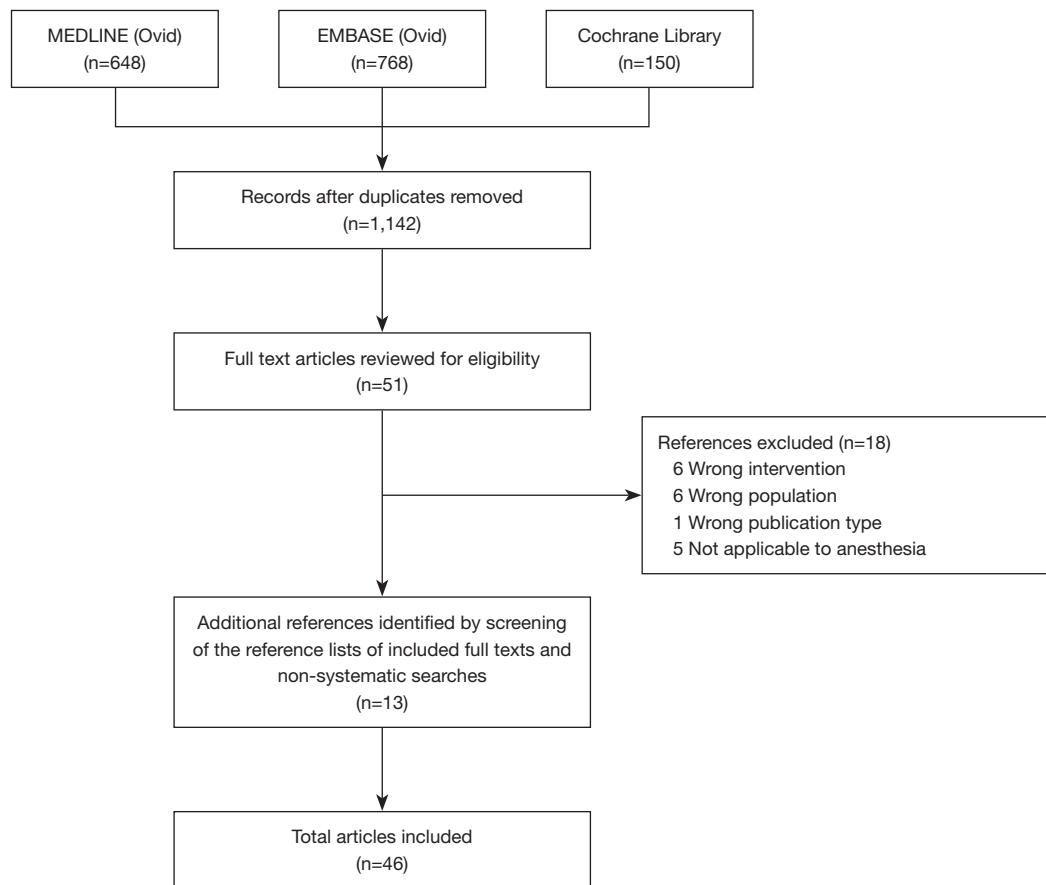 MEDLINE (Ovid)
(n=648)
EMBASE (Ovid)
(n=768)
Cochrane Library
(n=150)
Records after duplicates removed
(n=1,142)
Full text articles reviewed for eligibility
(n=51)
References excluded (n=18)
6 Wrong intervention
6 Wrong population
1 Wrong publication type
5 Not applicable to anesthesia
Additional references identified by screening
of the reference lists of included full texts and
non-systematic searches
(n=13)
Total articles included
(n=46)